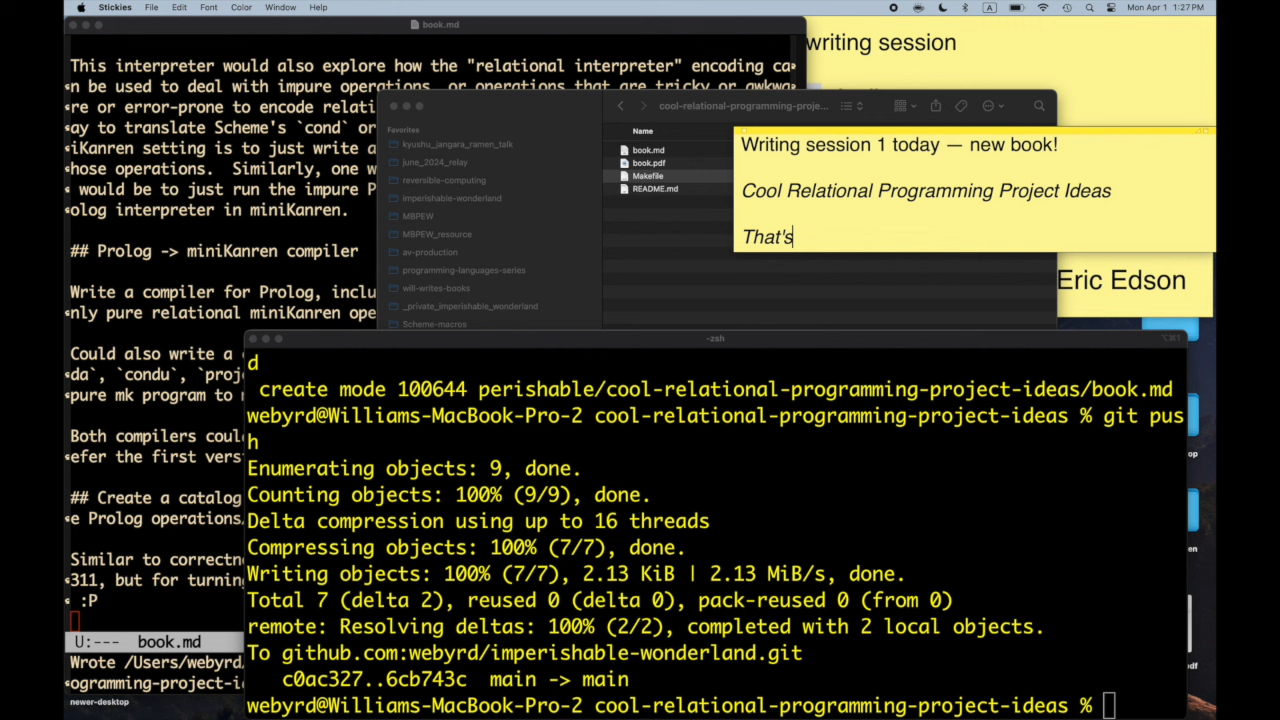 Stickies File Edit Font Color Window Help
A
Mon Apr 1 1:27 PM
book.md
This interpreter would also explore how the "relational interpreter" encoding ca
n be used to deal with impure operations, or operations that are tricky or awkwa
re or error-prone to encode relati
ay to translate Scheme's `cond` or
iKanren setting is to just write a
hose operations. Similarly, one w
would be to just run the impure P
olog interpreter in miniKanren.
## Prolog -> miniKanren compiler
Write a compiler for Prolog, inclu
nly pure relational miniKanren ope
Could also write a
da`, `condu`, `proj
pure mk program to
Both compilers coul
efer the first vers
## Create a catalog
e Prolog operations
Similar to correctn
311, but for turning
:P
U:--- book.md
Wrote /Users/webyrd/
ogramming-project-i
newer-desktop
writing session
cool-relational-programming-proje...
Favorites
kyushu_jangara_ramen_talk
june_2024_relay
reversible-computing
imperishable-wonderland
MBPEW
MBPEW_resource
av-production
programming-languages-series
will-writes-books
_private_imperishable_wonderland
Scheme-macros
Name
book.md
book.pdf
Makefile
README.md
Writing session 1 today — new book!
Cool Relational Programming Project Ideas
That's
Eric Edson
-zsh
⌥⌘1
d
create mode 100644 perishable/cool-relational-programming-project-ideas/book.md
webyrd@Williams-MacBook-Pro-2 cool-relational-programming-project-ideas % git pus
h
Enumerating objects: 9, done.
Counting objects: 100% (9/9), done.
Delta compression using up to 16 threads
Compressing objects: 100% (7/7), done.
Writing objects: 100% (7/7), 2.13 KiB | 2.13 MiB/s, done.
Total 7 (delta 2), reused 0 (delta 0), pack-reused 0 (from 0)
remote: Resolving deltas: 100% (2/2), completed with 2 local objects.
To github.com:webyrd/imperishable-wonderland.git
c0ac327..6cb743c main -> main
webyrd@Williams-MacBook-Pro-2 cool-relational-programming-project-ideas %
op
en
pdf